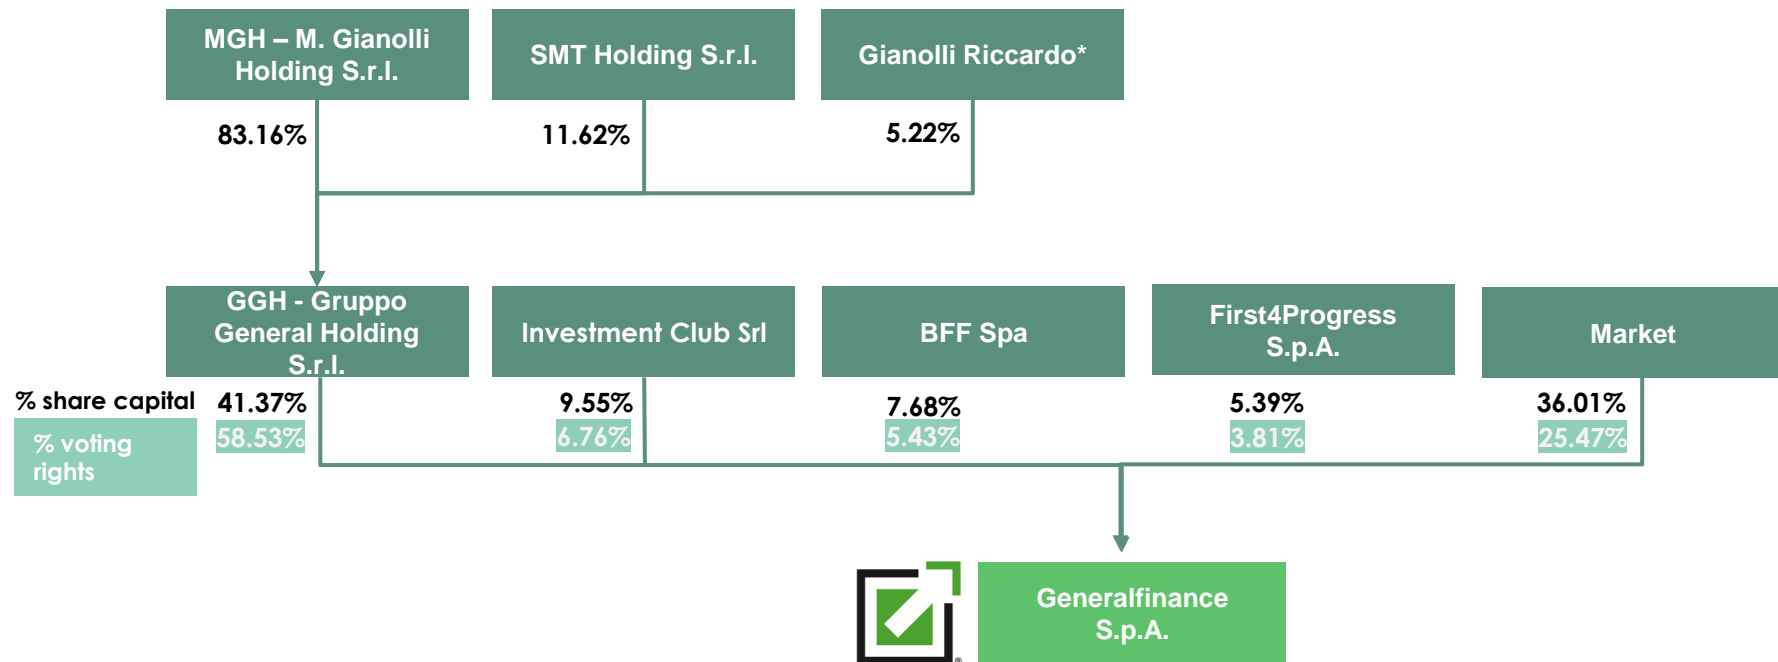 MGH – M. Gianolli
Holding S.r.l.
SMT Holding S.r.l.
Gianolli Riccardo*
83.16%
11.62%
5.22%
GGH - Gruppo
General Holding
S.r.l.
Investment Club Srl
BFF Spa
First4Progress
S.p.A.
Market
% share capital
41.37%
9.55%
7.68%
5.39%
36.01%
% voting
rights
58.53%
6.76%
5.43%
3.81%
25.47%
Generalfinance
S.p.A.
®